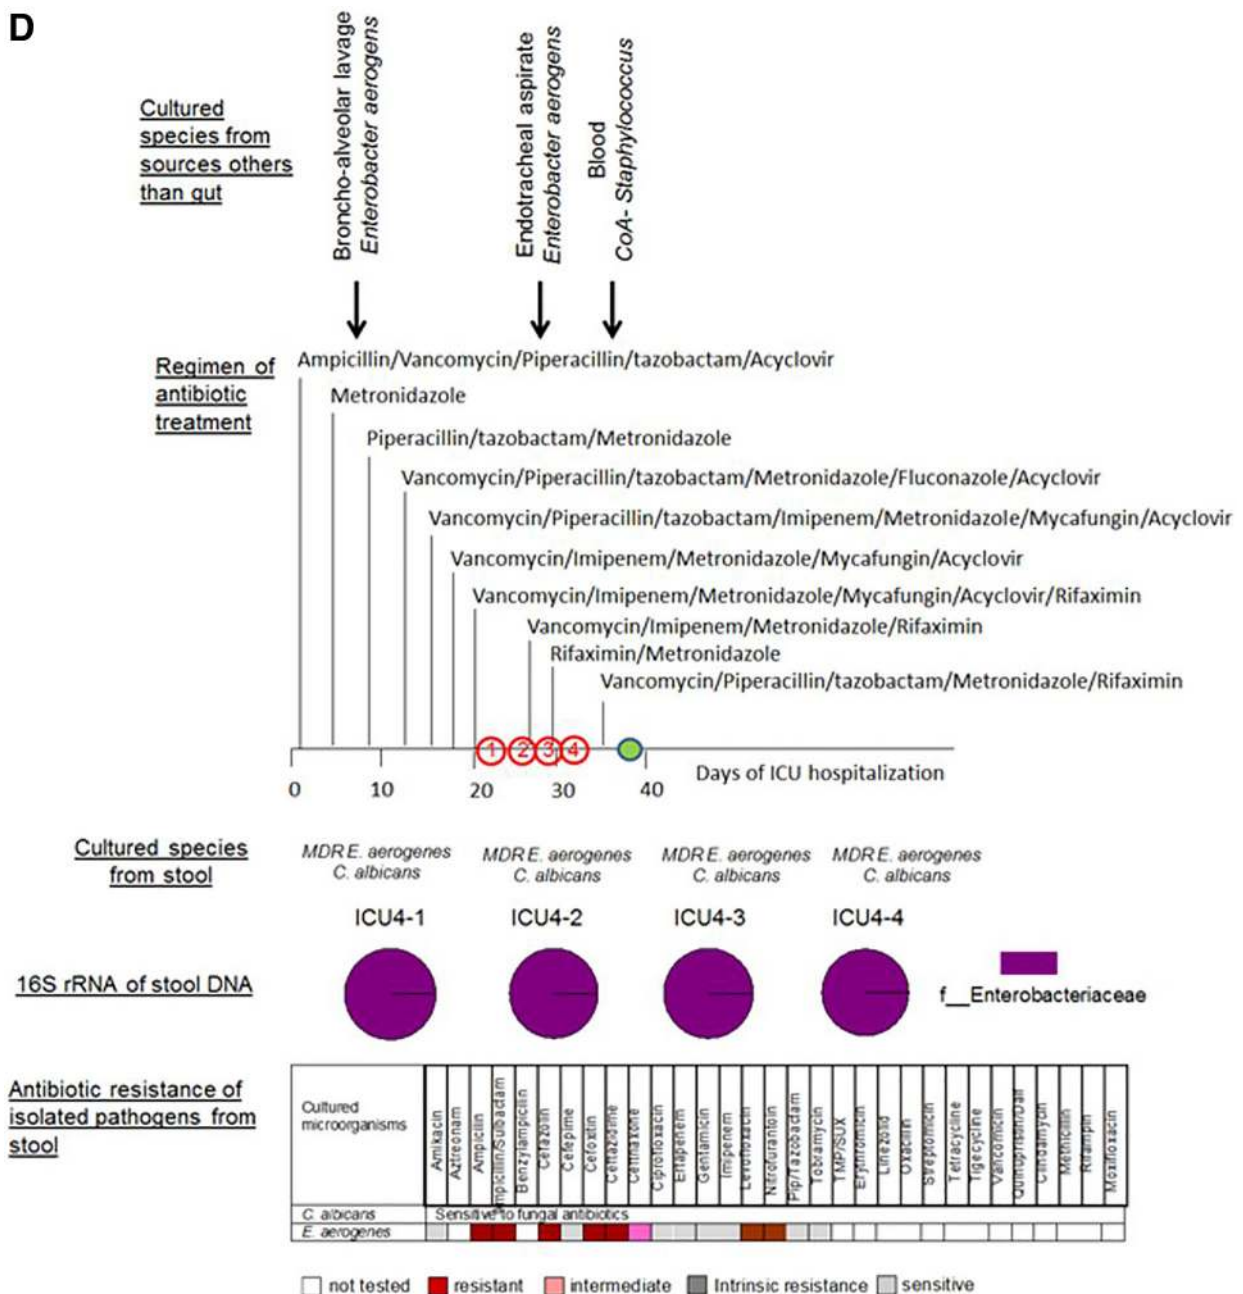 D
Cultured
species from
sources others
than gut
Broncho-alveolar lavage
Enterobacter aerogens
Endotracheal aspirate
Enterobacter aerogens
Blood
CoA- Staphylococcus
Regimen of
antibiotic
treatment
Ampicillin/Vancomycin/Piperacillin/tazobactam/Acyclovir
Metronidazole
Piperacillin/tazobactam/Metronidazole
Vancomycin/Piperacillin/tazobactam/Metronidazole/Fluconazole/Acyclovir
Vancomycin/Piperacillin/tazobactam/Imipenem/Metronidazole/Mycafungin/Acyclovir
Vancomycin/Imipenem/Metronidazole/Mycafungin/Acyclovir
Vancomycin/Imipenem/Metronidazole/Mycafungin/Acyclovir/Rifaximin
Vancomycin/Imipenem/Metronidazole/Rifaximin
Rifaximin/Metronidazole
Vancomycin/Piperacillin/tazobactam/Metronidazole/Rifaximin
1 2 3 4
Days of ICU hospitalization
0 10 20 30 40
Cultured species
from stool
MDR E. aerogenes
C. albicans
MDR E. aerogenes
C. albicans
MDR E. aerogenes
C. albicans
MDR E. aerogenes
C. albicans
ICU4-1 ICU4-2 ICU4-3 ICU4-4
16S rRNA of stool DNA
f__Enterobacteriaceae
Antibiotic resistance of
isolated pathogens from
stool
Cultured
microorganisms
Amikacin
Aztreonam
Ampicilin
Benzylampicilin
Cefazolin
Cefepime
Cefoxtin
Ceftazidine
Ceftriaxone
Ciprofloxacin
Ertapenem
Gentamicin
Imipenem
Levofloxacin
Nitrofurantoin
Pip/Tazobactam
Tobramycin
TMP/SUX
Erythromicin
Linezolid
Oxacilin
Streptomicin
Tetracycline
Tigecycline
Vancomicin
Clindamycin
Methicillin
Rifampin
Moxifloxacin
C. albicans Sensitive to fungal antibiotics
E. aerogenes
not tested resistant intermediate Intrinsic resistance sensitive